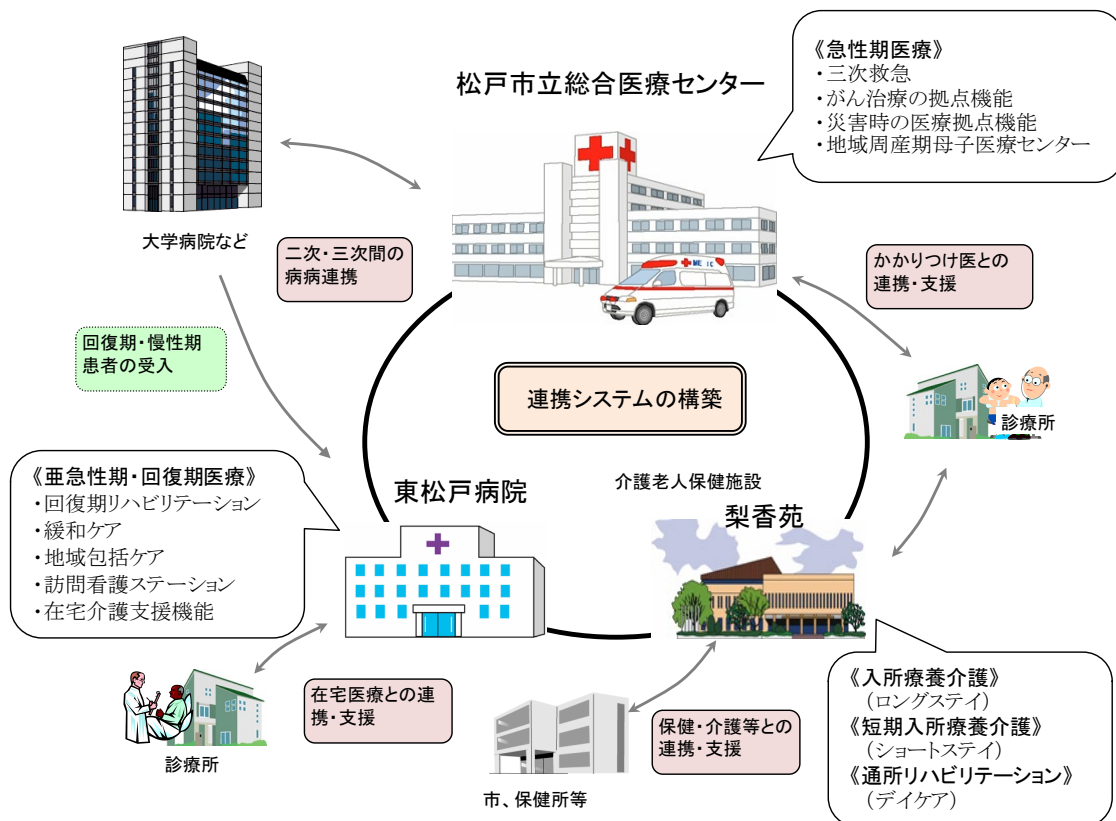 松戸市立総合医療センター
《急性期医療》
・三次救急
・がん治療の拠点機能
・災害時の医療拠点機能
・地域周産期母子医療センター
大学病院など
二次・三次間の
病病連携
かかりつけ医との
連携・支援
回復期・慢性期
患者の受入
連携システムの構築
診療所
《亜急性期・回復期医療》
・回復期リハビリテーション
・緩和ケア
・地域包括ケア
・訪問看護ステーション
・在宅介護支援機能
東松戸病院
介護老人保健施設
梨香苑
《入所療養介護》
(ロングステイ)
《短期入所療養介護》
(ショートステイ)
《通所リハビリテーション》
(デイケア)
在宅医療との連
携・支援
保健・介護等との
連携・支援
診療所
市、保健所等